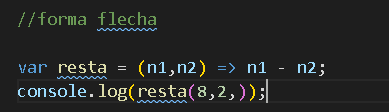 //forma flecha
var resta = (n1,n2) => n1 - n2;
console.log(resta(8,2,));